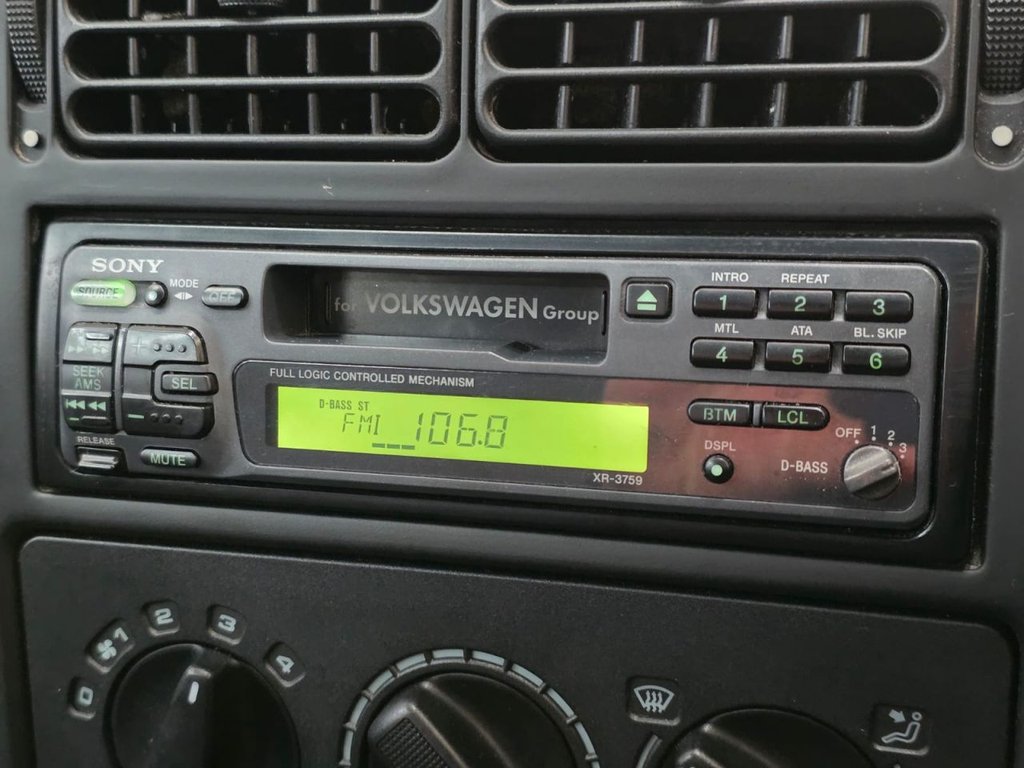 SONY
SOURCE
MODE
OFF
for VOLKSWAGEN Group
INTRO
REPEAT
1
2
3
MTL
ATA
BL. SKIP
4
5
6
SEEK
AMS
SEL
FULL LOGIC CONTROLLED MECHANISM
D-BASS ST
FM1 106.8
BTM
LCL
RELEASE
MUTE
XR-3759
DSPL
D-BASS
OFF
1
2
3
0
1
2
3
4